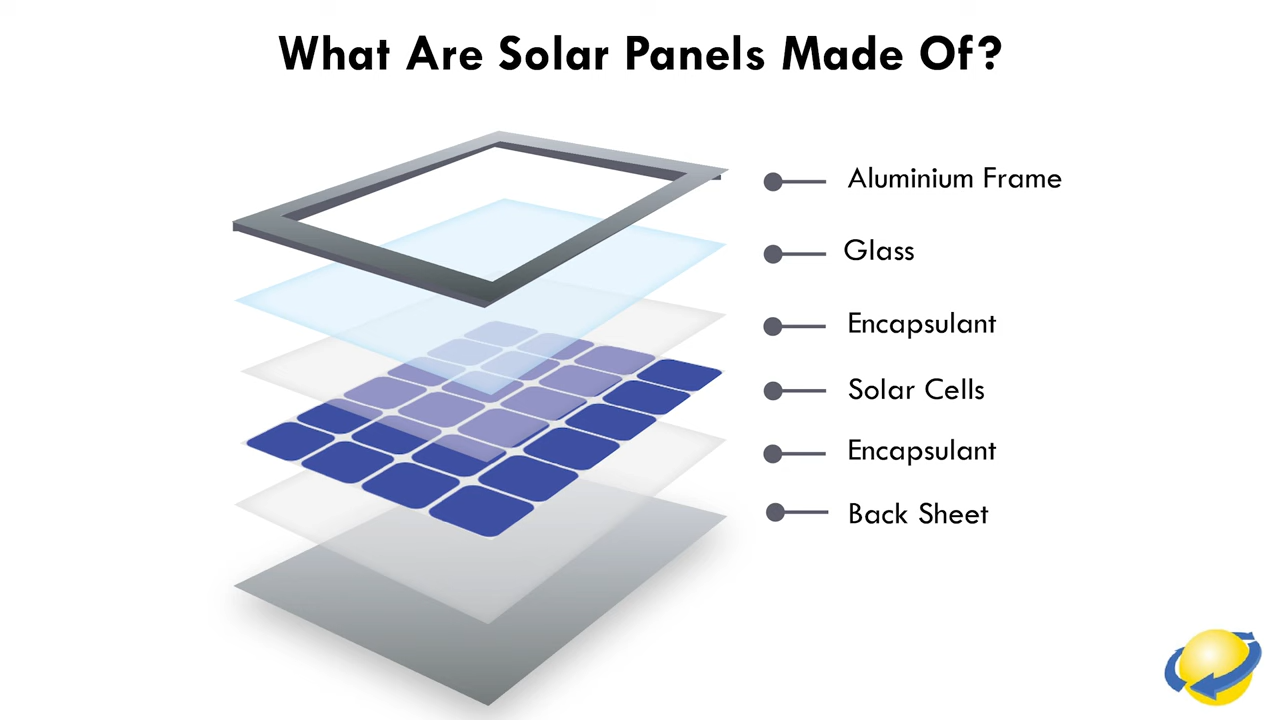 What Are Solar Panels Made Of?
Aluminium Frame
Glass
Encapsulant
Solar Cells
Encapsulant
Back Sheet